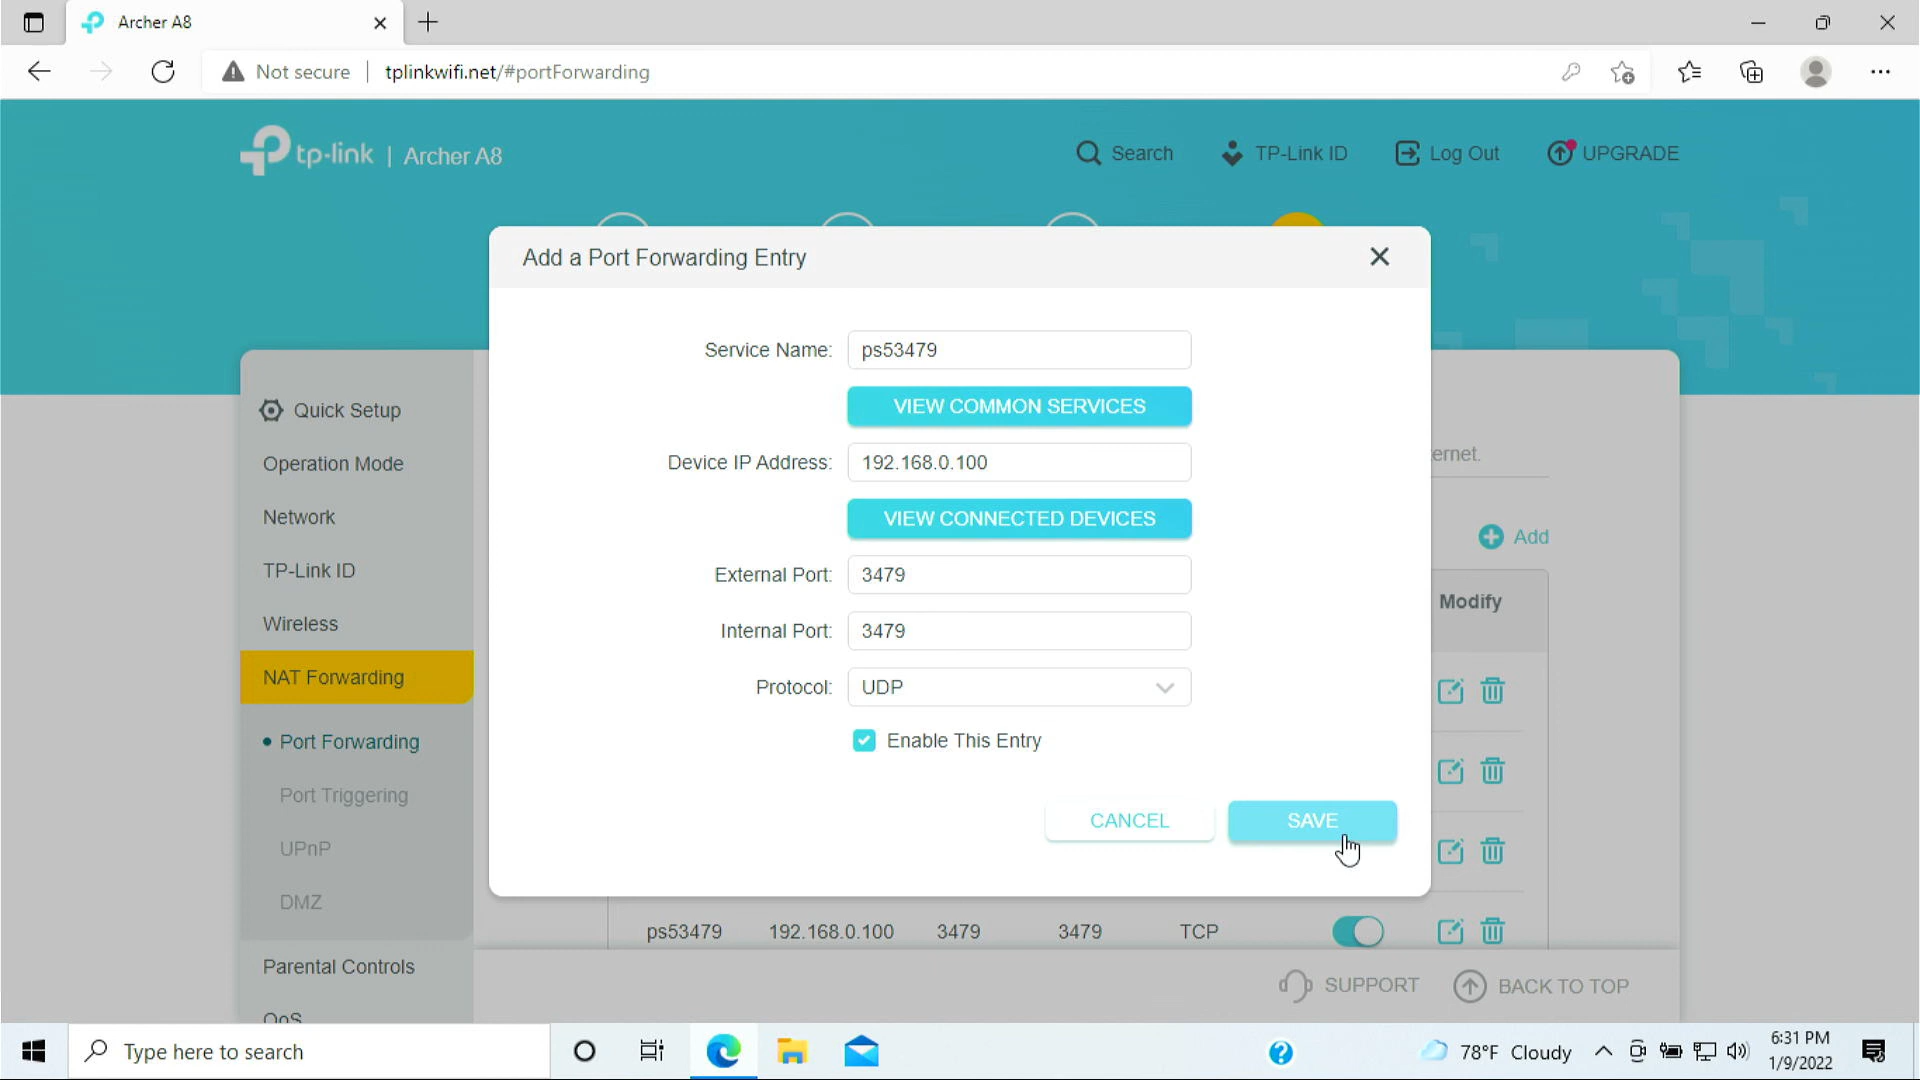 Archer A8
Not secure
tplinkwifi.net/#portForwarding
tp-link | Archer A8
Search
TP-Link ID
Log Out
UPGRADE
Add a Port Forwarding Entry
Service Name: ps53479
VIEW COMMON SERVICES
Device IP Address: 192.168.0.100
VIEW CONNECTED DEVICES
External Port: 3479
Internal Port: 3479
Protocol: UDP
Enable This Entry
CANCEL
SAVE
Quick Setup
Operation Mode
Network
TP-Link ID
Wireless
NAT Forwarding
Port Forwarding
Port Triggering
UPnP
DMZ
Parental Controls
QoS
ernet.
Add
Modify
ps53479 192.168.0.100 3479 3479 TCP
SUPPORT
BACK TO TOP
Type here to search
78°F Cloudy
6:31 PM
1/9/2022